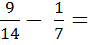 9/14 − 1/7 =